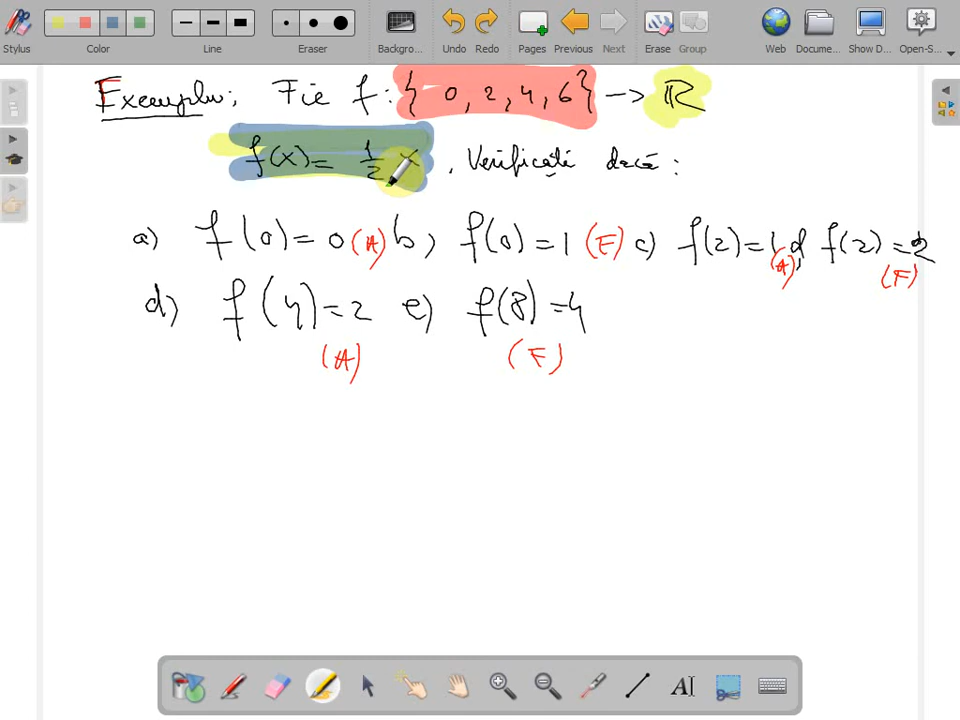 Stylus Color Line Eraser Backgro... Undo Redo Pages Previous Next Erase Group Web Docume... Show D... Open-S...
Exemplu: Fie f: {0, 2, 4, 6} → ℝ
f(x) = 1/2 x, Verificați dacă:
a) f(0) = 0 (A) b) f(0) = 1 (F) c) f(2) = 1 (A) d) f(2) = 2 (F)
d) f(4) = 2 (A) e) f(8) = 4 (F)